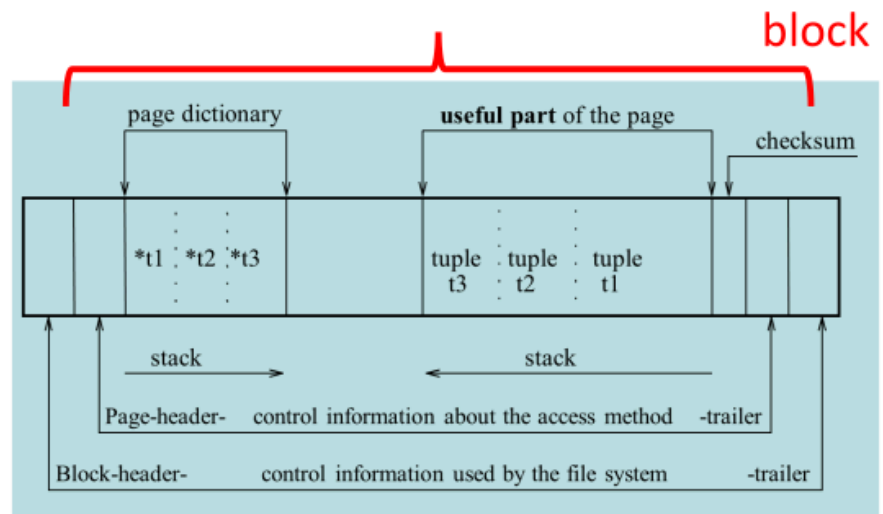 block
page dictionary
useful part of the page
checksum
*t1 *t2 *t3
tuple tuple tuple
t3 t2 t1
stack stack
Page-header- control information about the access method -trailer
Block-header- control information used by the file system -trailer